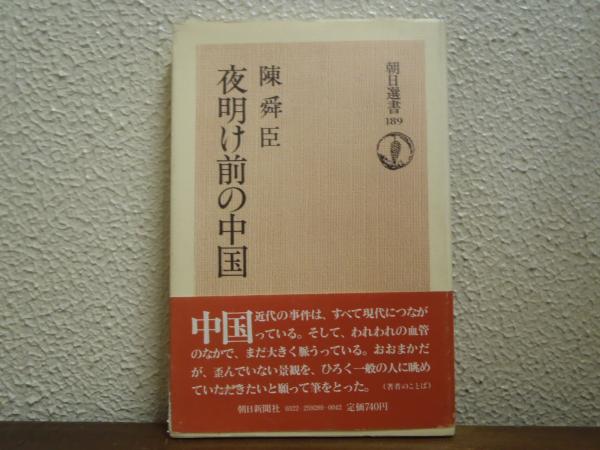 朝日選書
189
陳舜臣
夜明け前の中国
中国近代の事件は、すべて現代につなが
っている。そして、われわれの血管
のなかで、まだ大きく脈うっている。おおまかだ
が、歪んでいない景観を、ひろく一般の人に眺め
ていただきたいと願って筆をとった。(著者のことば)
朝日新聞社 0322-259289-0042 定価740円